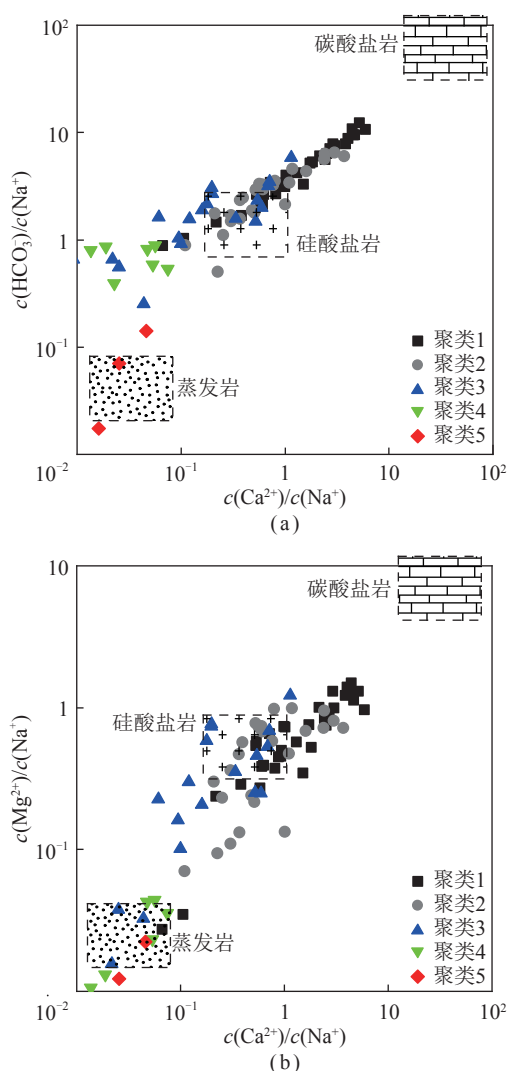 10²
碳酸盐岩
10
c(HCO₃⁻)/c(Na⁺)
1
硅酸盐岩
10⁻¹
蒸发岩
聚类1
聚类2
聚类3
聚类4
聚类5
10⁻² 10⁻¹ 1 10 10²
c(Ca²⁺)/c(Na⁺)
(a)
10
碳酸盐岩
硅酸盐岩
1
c(Mg²⁺)/c(Na⁺)
10⁻¹
蒸发岩
聚类1
聚类2
聚类3
聚类4
聚类5
10⁻² 10⁻¹ 1 10 10²
c(Ca²⁺)/c(Na⁺)
(b)